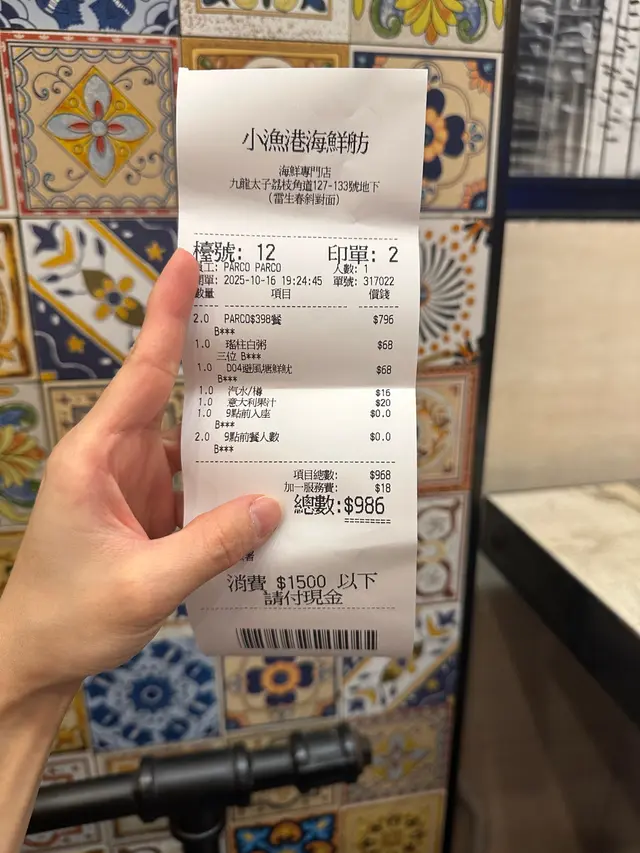 小漁港海鮮舫
海鮮專門店
九龍太子荔枝角道127-133號地下
(雷生春斜對面)
檯號: 12 印單: 2
員工: PARCO PARCO 人數: 1
開單: 2025-10-16 19:24:45 單號: 317022
數量 項目 價錢
2.0 PARCO$398餐 $796
B***
1.0 瑤柱白粥 $68
三位 B***
1.0 D04避風塘鮮魷 $68
B***
1.0 汽水/樽 $16
1.0 意大利果汁 $20
1.0 9點前入座 $0.0
B***
2.0 9點前餐人數 $0.0
B***
項目總數: $968
加一服務費: $18
總數:$986
消費 $1500 以下
請付現金